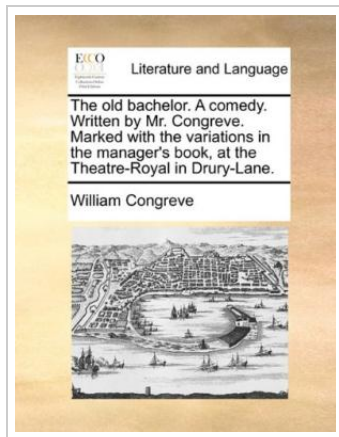 ECCO
Literature and Language
The old bachelor. A comedy.
Written by Mr. Congreve.
Marked with the variations in
the manager's book, at the
Theatre-Royal in Drury-Lane.
William Congreve